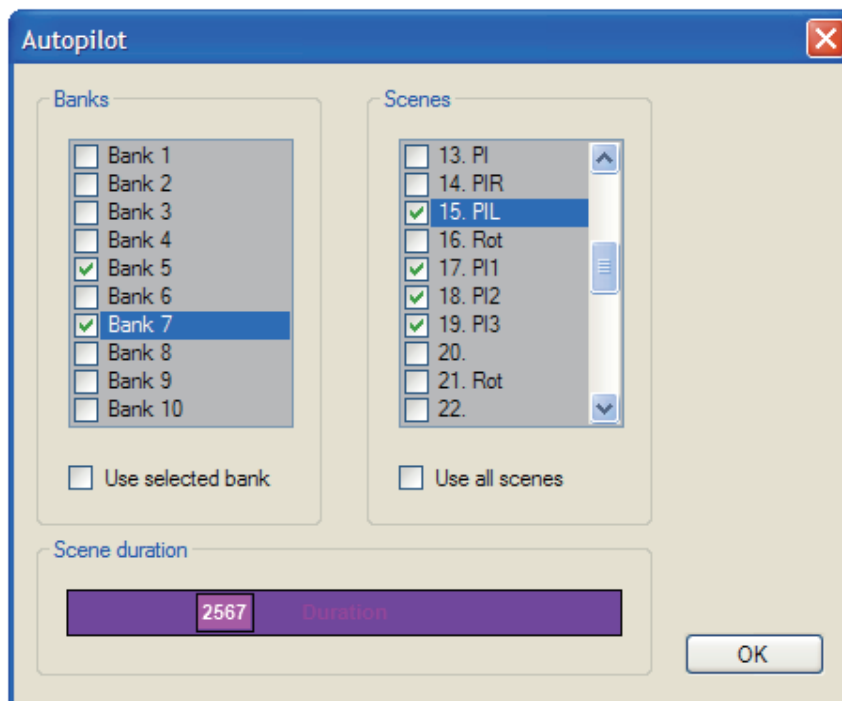 Autopilot
Banks
Bank 1
Bank 2
Bank 3
Bank 4
Bank 5
Bank 6
Bank 7
Bank 8
Bank 9
Bank 10
Use selected bank
Scenes
13. PI
14. PIR
15. PIL
16. Rot
17. PI1
18. PI2
19. PI3
20.
21. Rot
22.
Use all scenes
Scene duration
2567 Duration
OK